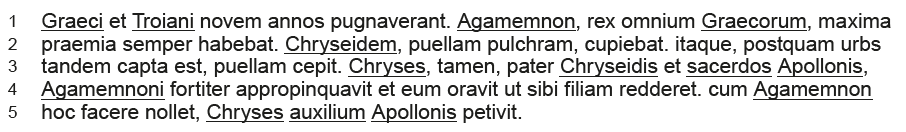 1 Graeci et Troiani novem annos pugnaverant. Agamemnon, rex omnium Graecorum, maxima
2 praemia semper habebat. Chryseidem, puellam pulchram, cupiebat. itaque, postquam urbs
3 tandem capta est, puellam cepit. Chryses, tamen, pater Chryseidis et sacerdos Apollonis,
4 Agamemnoni fortiter appropinquavit et eum oravit ut sibi filiam redderet. cum Agamemnon
5 hoc facere nollet, Chryses auxilium Apollonis petivit.